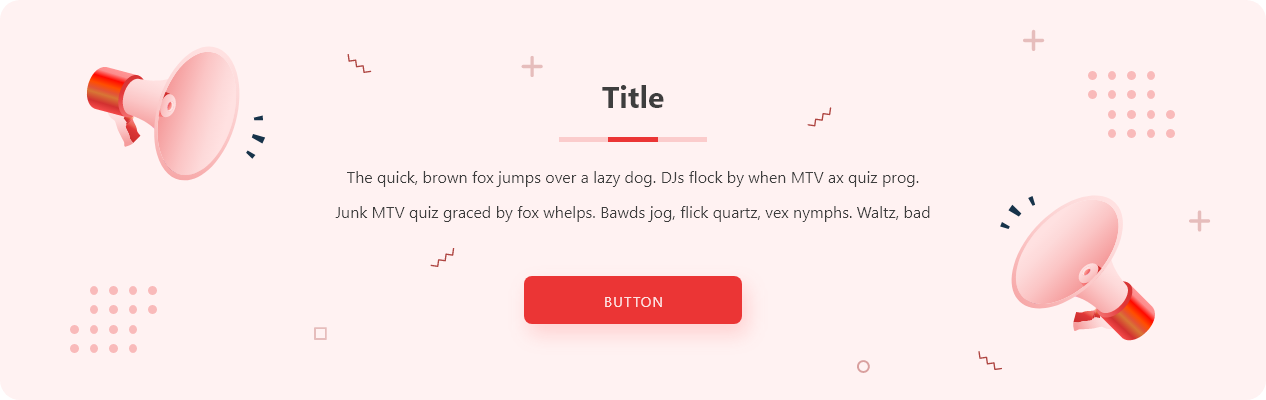 Title
The quick, brown fox jumps over a lazy dog. DJs flock by when MTV ax quiz prog.
Junk MTV quiz graced by fox whelps. Bawds jog, flick quartz, vex nymphs. Waltz, bad
BUTTON